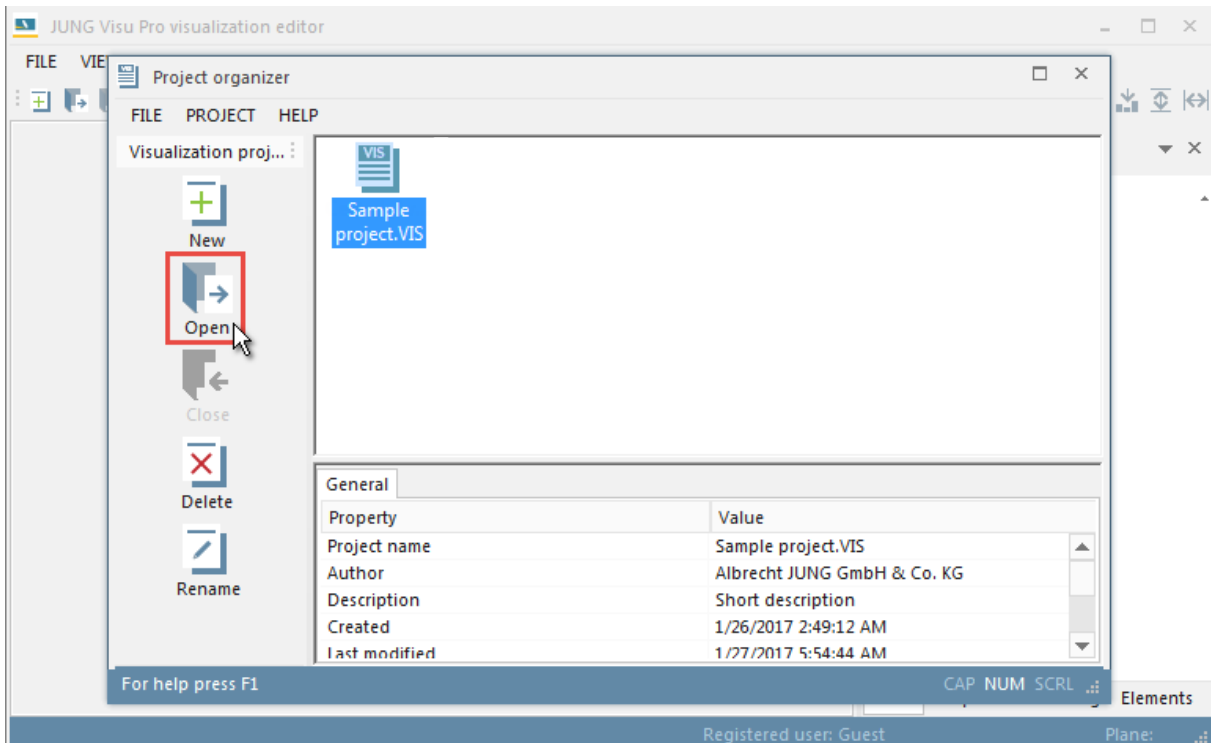 JUNG Visu Pro visualization editor
FILE VIE
Project organizer
FILE PROJECT HELP
Visualization proj...
VIS
Sample
project.VIS
New
Open
Close
Delete
Rename
General
Property Value
Project name Sample project.VIS
Author Albrecht JUNG GmbH & Co. KG
Description Short description
Created 1/26/2017 2:49:12 AM
Last modified 1/27/2017 5:54:44 AM
For help press F1 CAP NUM SCRL
Elements
Registered user: Guest Plane: